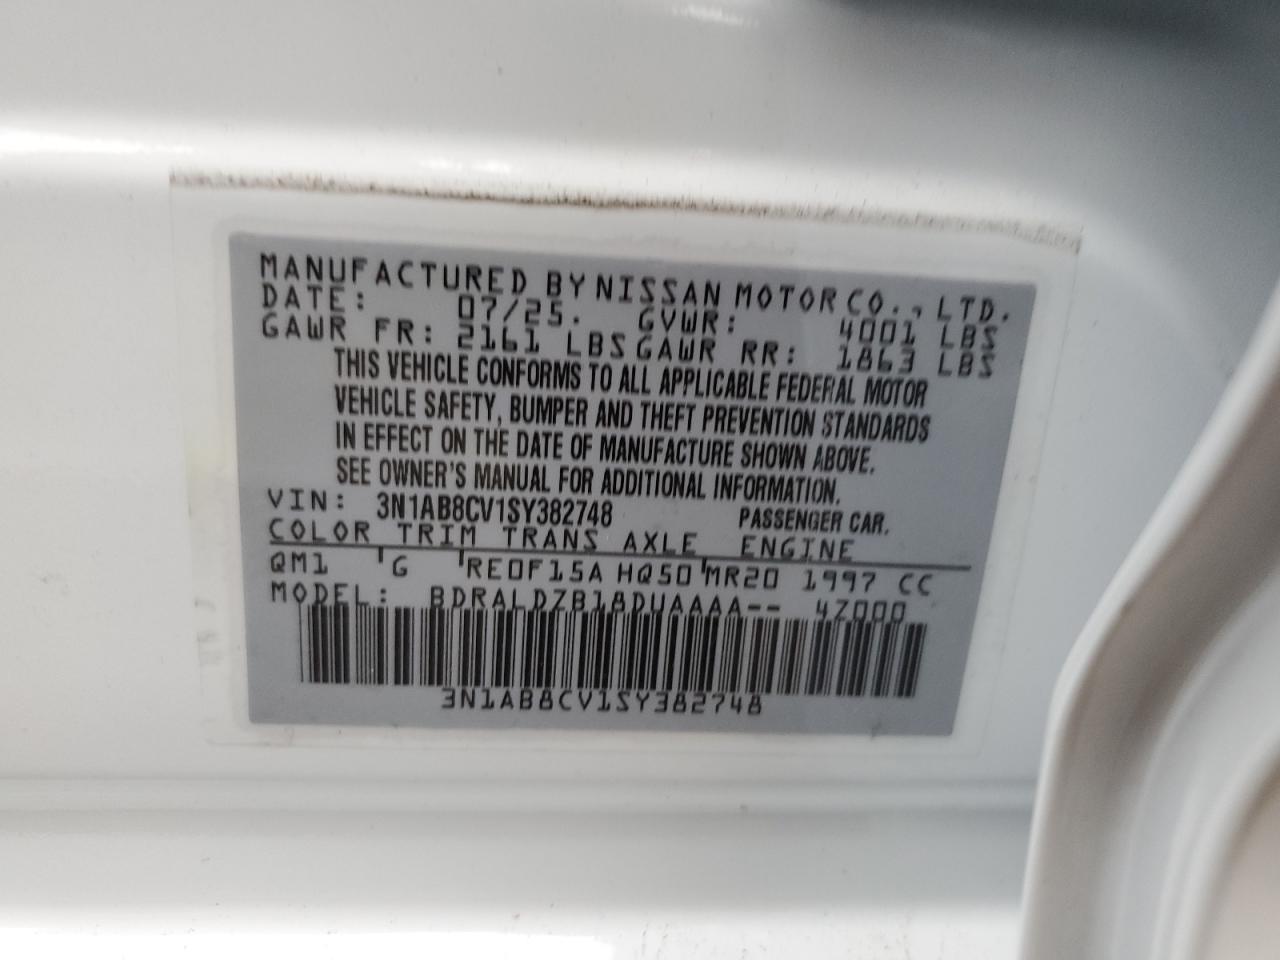 MANUFACTURED BY NISSAN MOTOR CO., LTD.
DATE: 07/25. GVWR: 4001 LBS
GAWR FR: 2161 LBS GAWR RR: 1863 LBS
THIS VEHICLE CONFORMS TO ALL APPLICABLE FEDERAL MOTOR
VEHICLE SAFETY, BUMPER AND THEFT PREVENTION STANDARDS
IN EFFECT ON THE DATE OF MANUFACTURE SHOWN ABOVE.
SEE OWNER'S MANUAL FOR ADDITIONAL INFORMATION.
VIN: 3N1AB8CV1SY382748 PASSENGER CAR.
COLOR TRIM TRANS AXLE ENGINE
QM1 G RE0F15A HQ50 MR20 1997 CC
MODEL: BDRALDZB18DUAAAA-- 4Z000
3N1AB8CV1SY382748